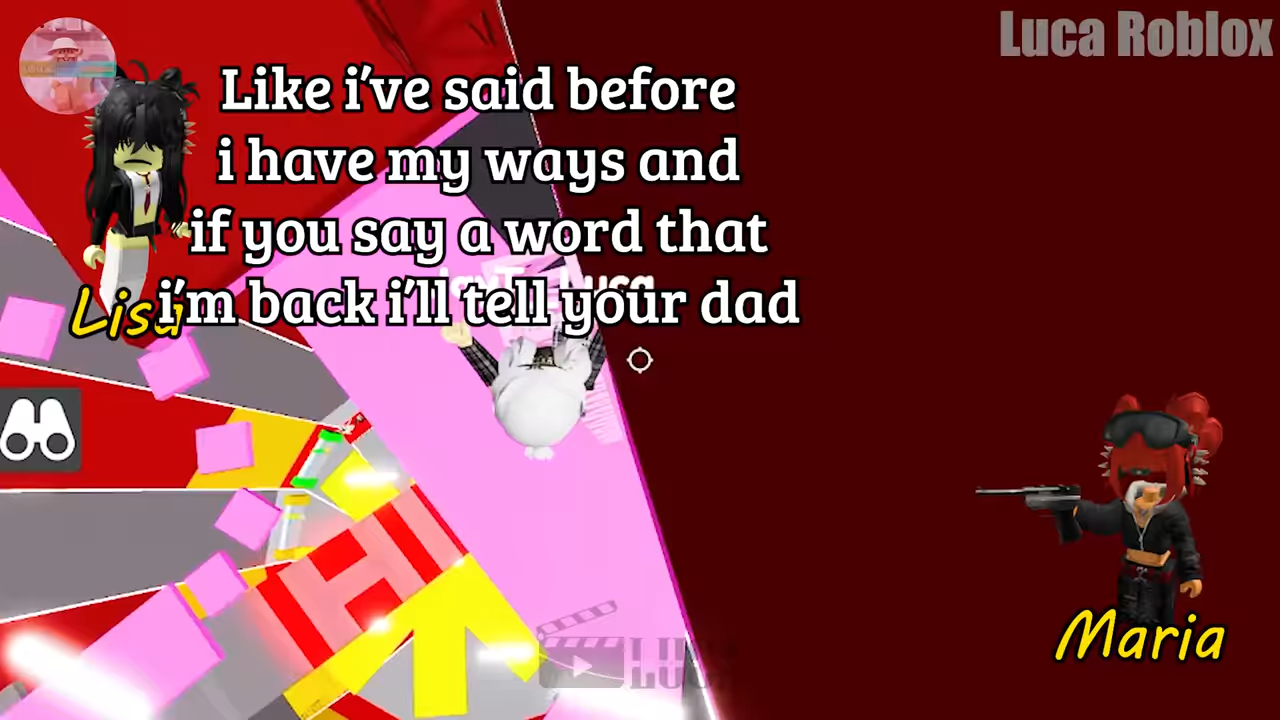 Luca Roblox
Like i've said before
i have my ways and
if you say a word that
i'm back i'll tell your dad
Lisa
Maria